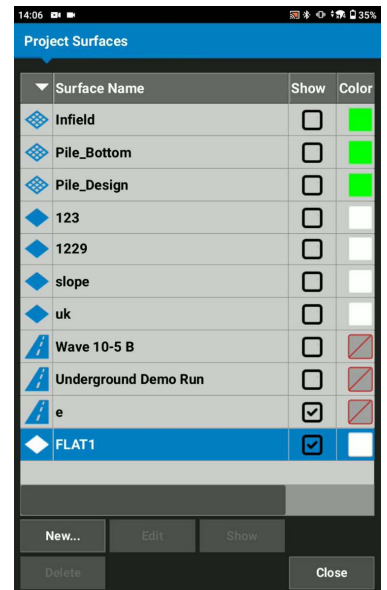 14:06 35%
Project Surfaces
Surface Name Show Color
Infield
Pile_Bottom
Pile_Design
123
1229
slope
uk
Wave 10-5 B
Underground Demo Run
e
FLAT1
New... Edit Show
Delete Close